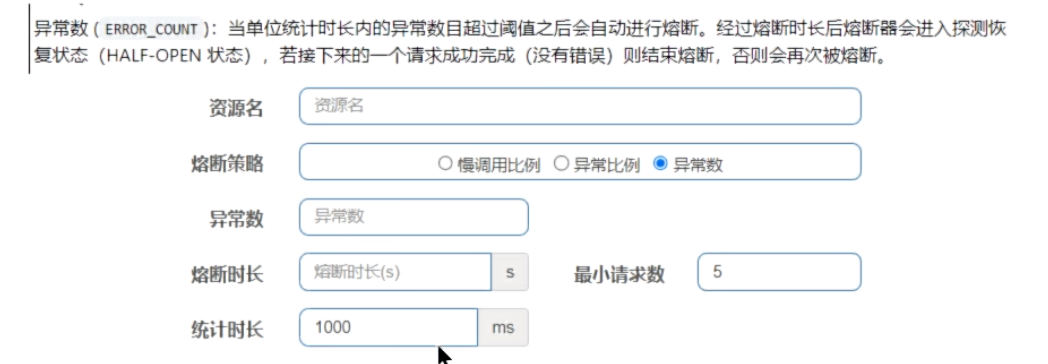 异常数 ( ERROR_COUNT )：当单位统计时长内的异常数目超过阈值之后会自动进行熔断。经过熔断时长后熔断器会进入探测恢
复状态（HALF-OPEN 状态），若接下来的一个请求成功完成（没有错误）则结束熔断，否则会再次被熔断。
资源名 资源名
熔断策略 慢调用比例 异常比例 异常数
异常数 异常数
熔断时长 熔断时长(s) s 最小请求数 5
统计时长 1000 ms